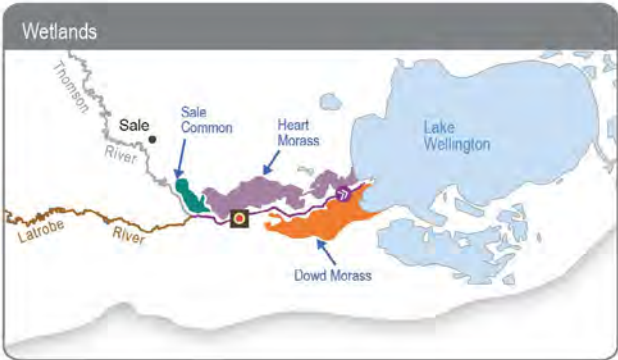 Wetlands
Thomson
River
Sale
Sale
Common
Heart
Morass
Lake
Wellington
Latrobe
River
Dowd Morass